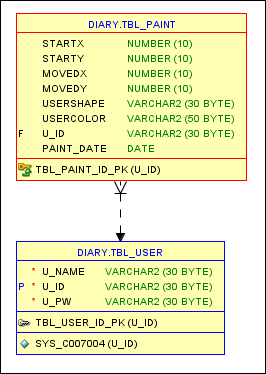 DIARY.TBL_PAINT
STARTX NUMBER (10)
STARTY NUMBER (10)
MOVEDX NUMBER (10)
MOVEDY NUMBER (10)
USERSHAPE VARCHAR2 (30 BYTE)
USERCOLOR VARCHAR2 (50 BYTE)
F U_ID VARCHAR2 (30 BYTE)
PAINT_DATE DATE
TBL_PAINT_ID_PK (U_ID)
DIARY.TBL_USER
* U_NAME VARCHAR2 (30 BYTE)
P * U_ID VARCHAR2 (30 BYTE)
* U_PW VARCHAR2 (30 BYTE)
TBL_USER_ID_PK (U_ID)
SYS_C007004 (U_ID)